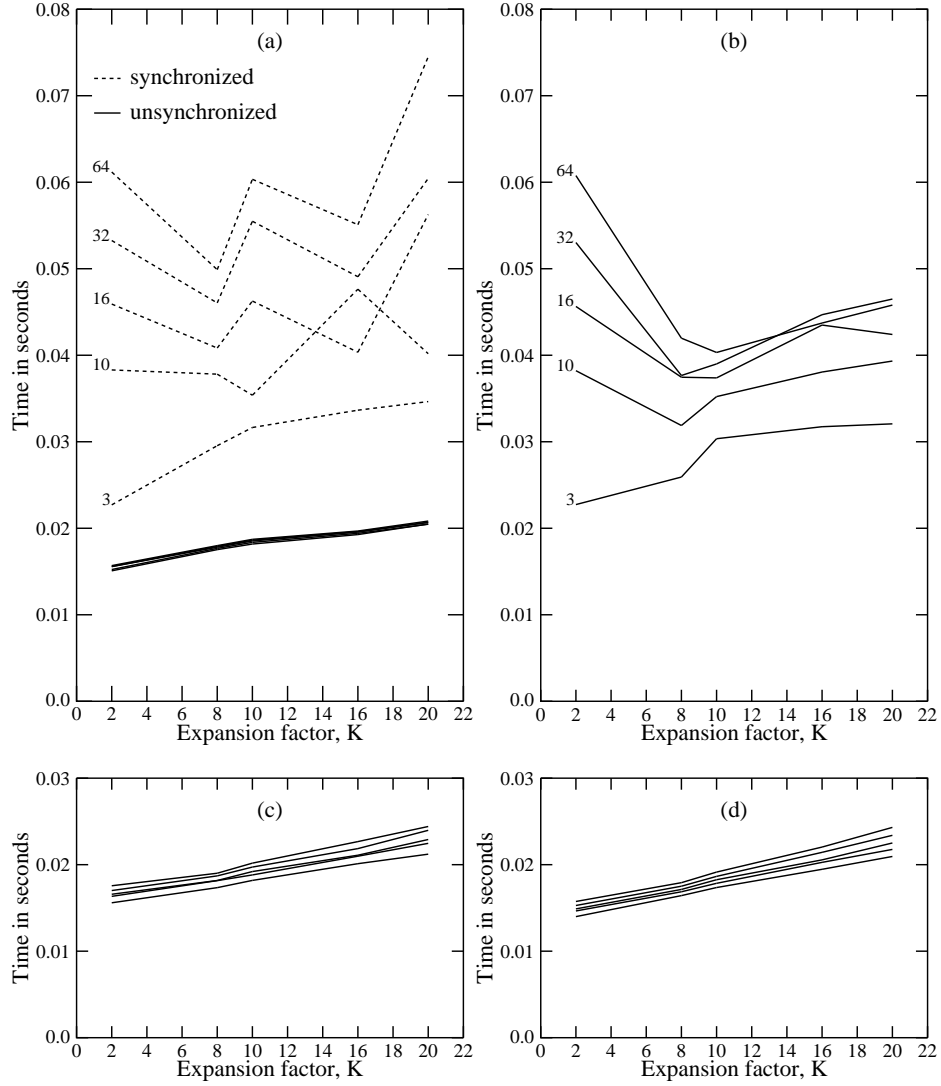 0.08
(a)
synchronized
unsynchronized
0.07
64
0.06
32
0.05
16
0.04
10
0.03
3
0.02
0.01
0.0
Time in seconds
0 2 4 6 8 10 12 14 16 18 20 22
Expansion factor, K
0.08
(b)
0.07
64
0.06
32
0.05
16
0.04
10
0.03
3
0.02
0.01
0.0
Time in seconds
0 2 4 6 8 10 12 14 16 18 20 22
Expansion factor, K
0.03
(c)
0.02
0.01
0.0
Time in seconds
0 2 4 6 8 10 12 14 16 18 20 22
Expansion factor, K
0.03
(d)
0.02
0.01
0.0
Time in seconds
0 2 4 6 8 10 12 14 16 18 20 22
Expansion factor, K